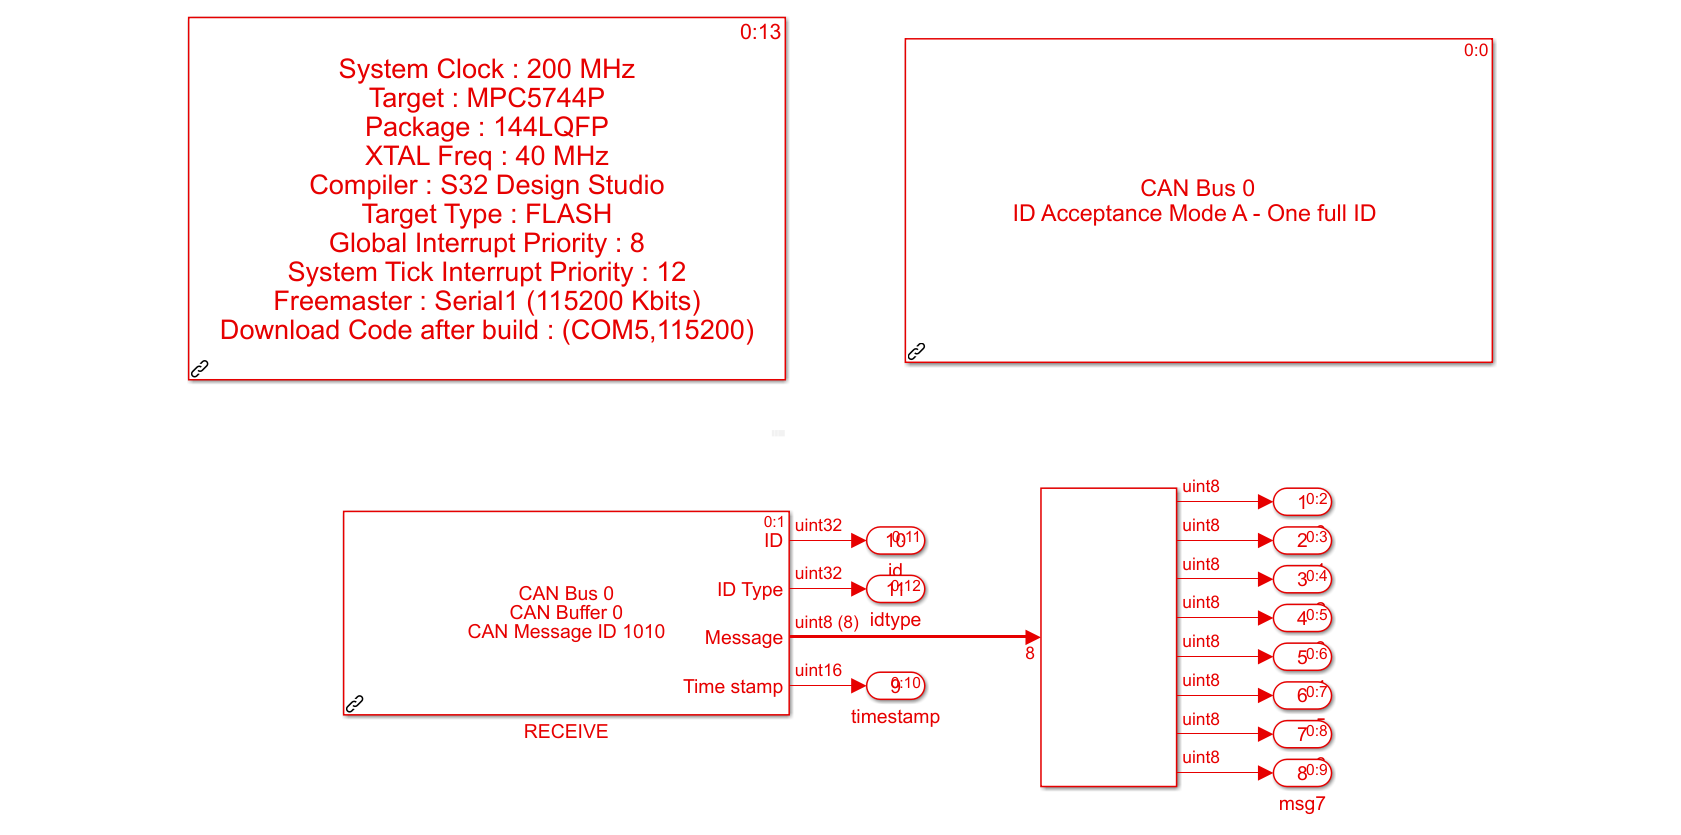 0:13
System Clock : 200 MHz
Target : MPC5744P
Package : 144LQFP
XTAL Freq : 40 MHz
Compiler : S32 Design Studio
Target Type : FLASH
Global Interrupt Priority : 8
System Tick Interrupt Priority : 12
Freemaster : Serial1 (115200 Kbits)
Download Code after build : (COM5,115200)
0:0
CAN Bus 0
ID Acceptance Mode A - One full ID
0:1
CAN Bus 0
CAN Buffer 0
CAN Message ID 1010
RECEIVE
ID
uint32
10
0:11
id
ID Type
uint32
11
0:12
idtype
Message
uint8 (8)
8
Time stamp
uint16
9
0:10
timestamp
uint8
1
0:2
uint8
2
0:3
uint8
3
0:4
uint8
4
0:5
uint8
5
0:6
uint8
6
0:7
uint8
7
0:8
uint8
8
0:9
msg7